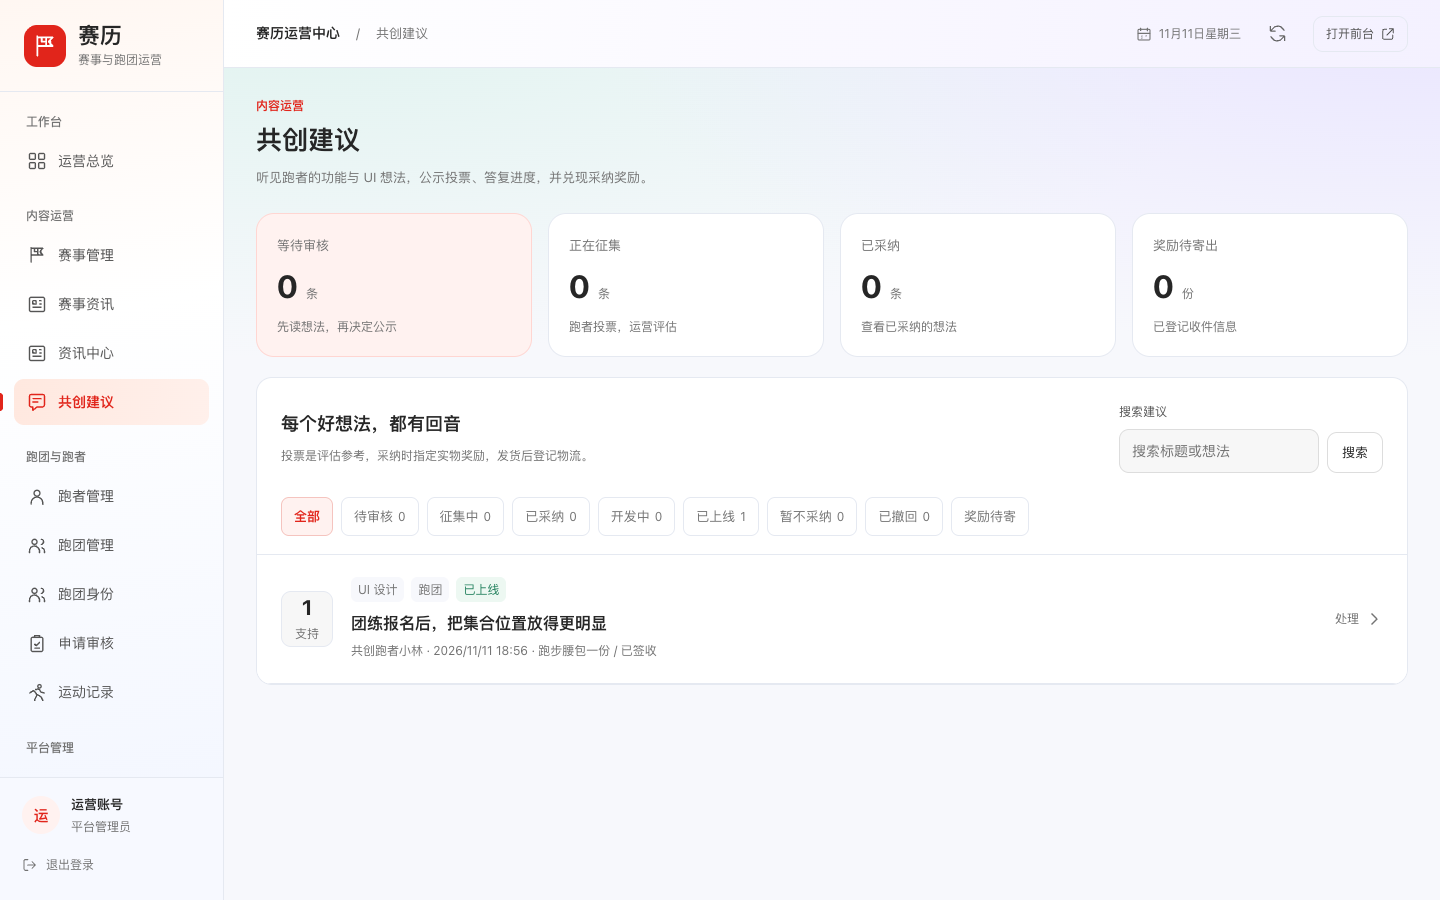 赛历
赛事与跑团运营
工作台
运营总览
内容运营
赛事管理
赛事资讯
资讯中心
共创建议
跑团与跑者
跑者管理
跑团管理
跑团身份
申请审核
运动记录
平台管理
运
运营账号
平台管理员
退出登录
赛历运营中心 / 共创建议
11月11日星期三
打开前台
内容运营
共创建议
听见跑者的功能与 UI 想法，公示投票、答复进度，并兑现采纳奖励。
等待审核
0 条
先读想法，再决定公示
正在征集
0 条
跑者投票，运营评估
已采纳
0 条
查看已采纳的想法
奖励待寄出
0 份
已登记收件信息
每个好想法，都有回音
投票是评估参考，采纳时指定实物奖励，发货后登记物流。
搜索建议
搜索标题或想法
搜索
全部
待审核 0
征集中 0
已采纳 0
开发中 0
已上线 1
暂不采纳 0
已撤回 0
奖励待寄
1
支持
UI 设计
跑团
已上线
团练报名后，把集合位置放得更明显
共创跑者小林 · 2026/11/11 18:56 · 跑步腰包一份 / 已签收
处理